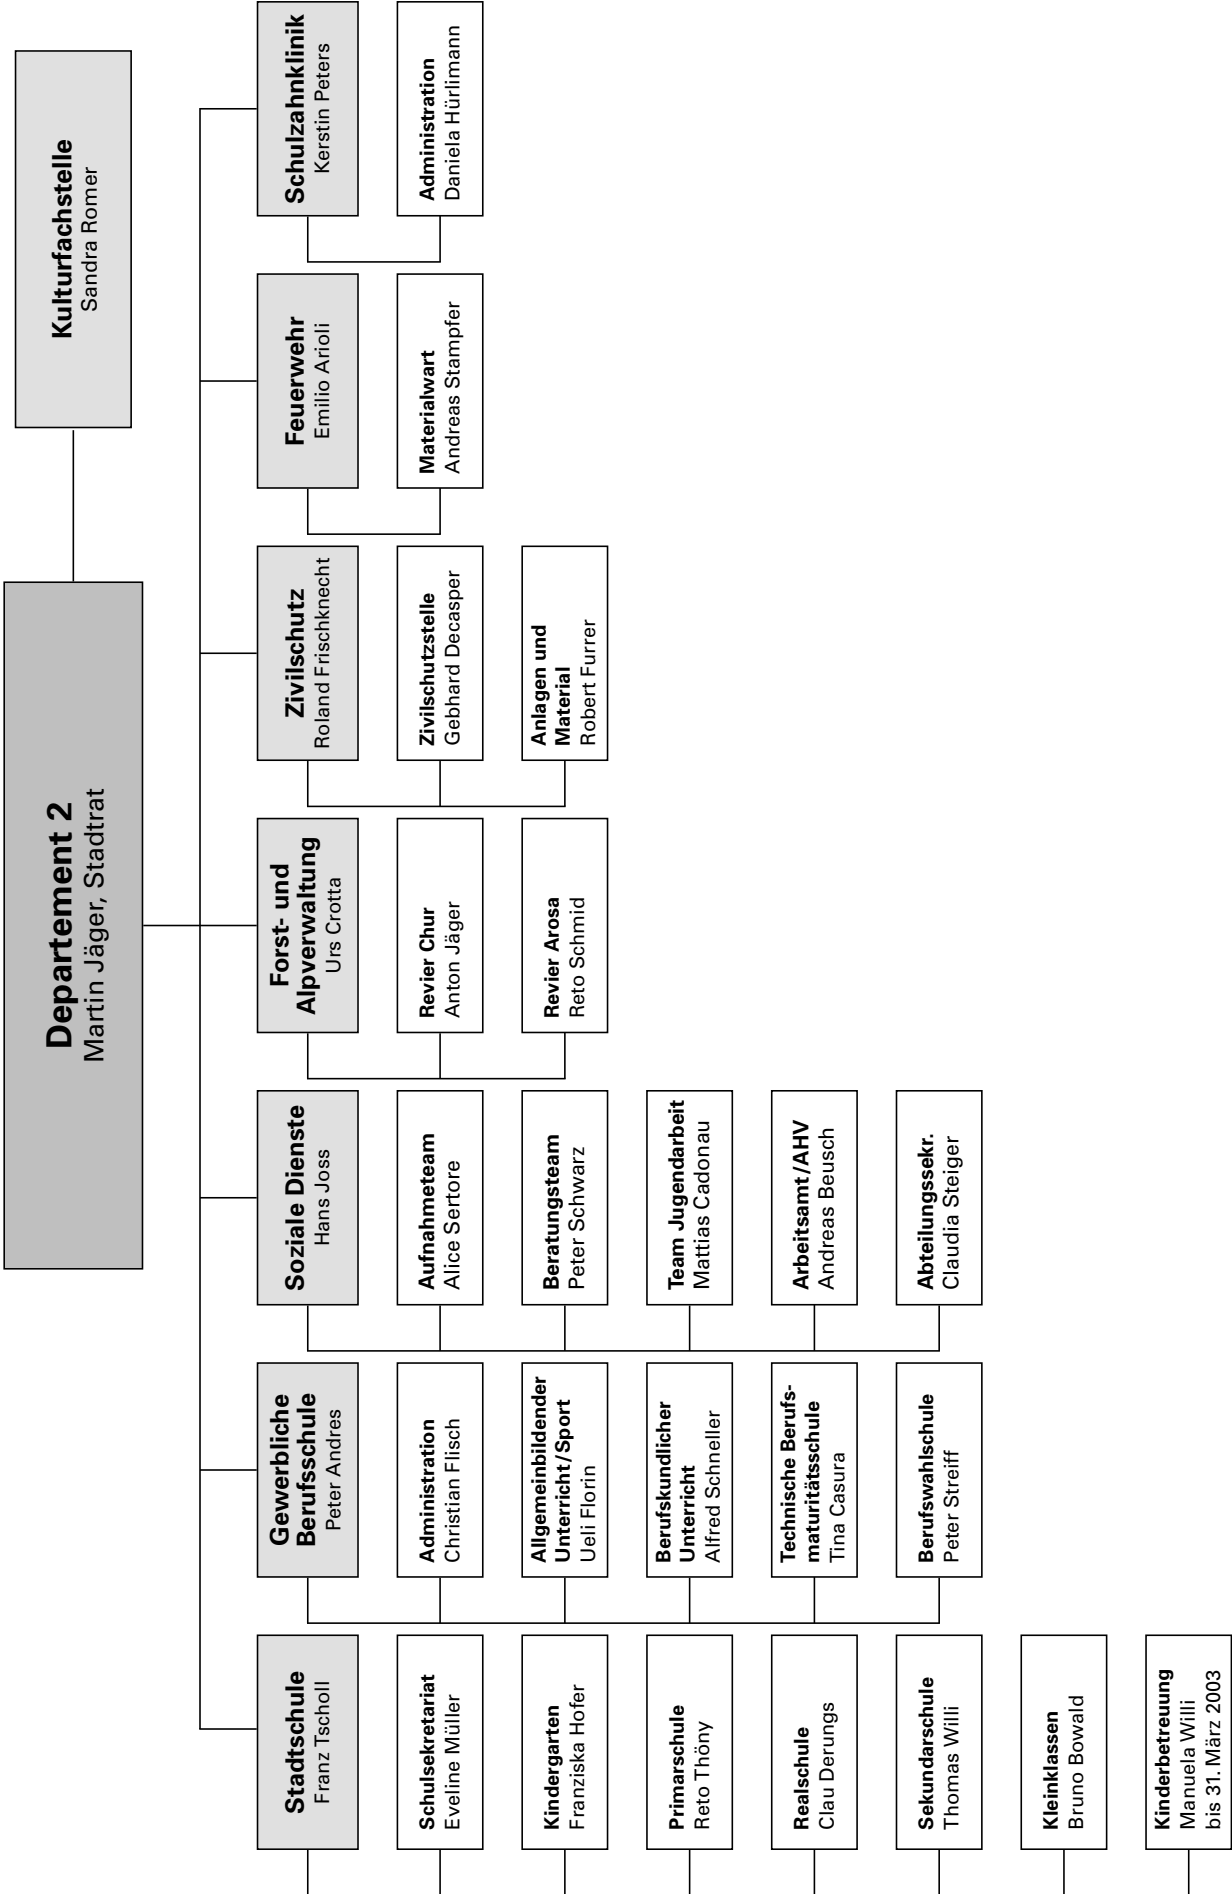 Departement 2
Martin Jäger, Stadtrat
Kulturfachstelle
Sandra Romer
Stadtschule
Franz Tscholl
Schulsekretariat
Eveline Müller
Kindergarten
Franziska Hofer
Primarschule
Reto Thöny
Realschule
Clau Derungs
Sekundarschule
Thomas Willi
Kleinklassen
Bruno Bowald
Kinderbetreuung
Manuela Willi
bis 31. März 2003
Gewerbliche
Berufsschule
Peter Andres
Administration
Christian Flisch
Allgemeinbildender
Unterricht/Sport
Ueli Florin
Berufskundlicher
Unterricht
Alfred Schneller
Technische Berufs-
maturitätsschule
Tina Casura
Berufswahlschule
Peter Streiff
Soziale Dienste
Hans Joss
Aufnahmeteam
Alice Sertore
Beratungsteam
Peter Schwarz
Team Jugendarbeit
Mattias Cadonau
Arbeitsamt/AHV
Andreas Beusch
Abteilungssekr.
Claudia Steiger
Forst- und
Alpverwaltung
Urs Crotta
Revier Chur
Anton Jäger
Revier Arosa
Reto Schmid
Zivilschutz
Roland Frischknecht
Zivilschutzstelle
Gebhard Decasper
Anlagen und
Material
Robert Furrer
Feuerwehr
Emilio Arioli
Materialwart
Andreas Stampfer
Schulzahnklinik
Kerstin Peters
Administration
Daniela Hürlimann